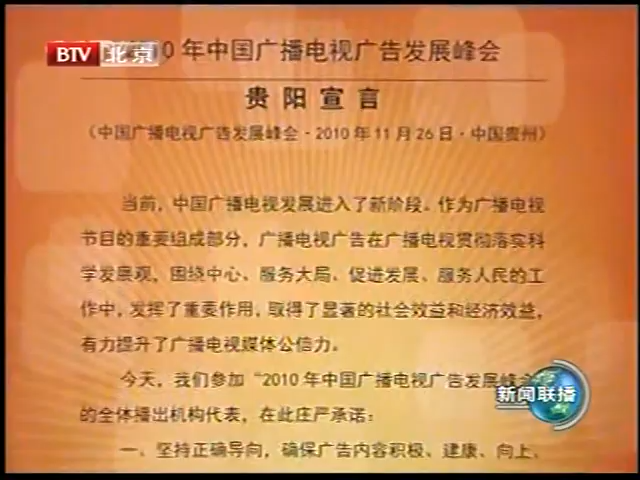 BTV 北京
2010年中国广播电视广告发展峰会
贵阳宣言
（中国广播电视广告发展峰会·2010年11月26日·中国贵州）
当前，中国广播电视发展进入了新阶段。作为广播电视
节目的重要组成部分，广播电视广告在广播电视贯彻落实科
学发展观，围绕中心、服务大局、促进发展、服务人民的工
作中，发挥了重要作用，取得了显著的社会效益和经济效益，
有力提升了广播电视媒体公信力。
今天，我们参加“2010年中国广播电视广告发展峰会
的全体播出机构代表，在此庄严承诺：
一、坚持正确导向，确保广告内容积极、建康、向上、
新闻联播